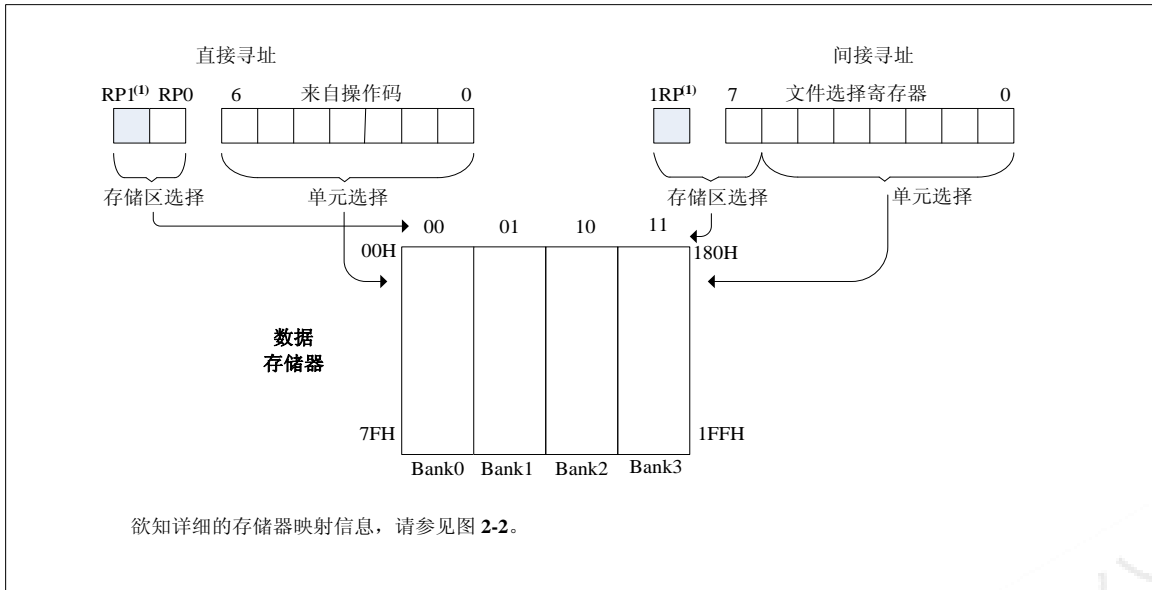 直接寻址 间接寻址
RP1(1) RP0 6 来自操作码 0 1RP(1) 7 文件选择寄存器 0
存储区选择 单元选择 存储区选择 单元选择
00 01 10 11
00H 180H
数据
存储器
7FH 1FFH
Bank0 Bank1 Bank2 Bank3
欲知详细的存储器映射信息，请参见图 2-2。